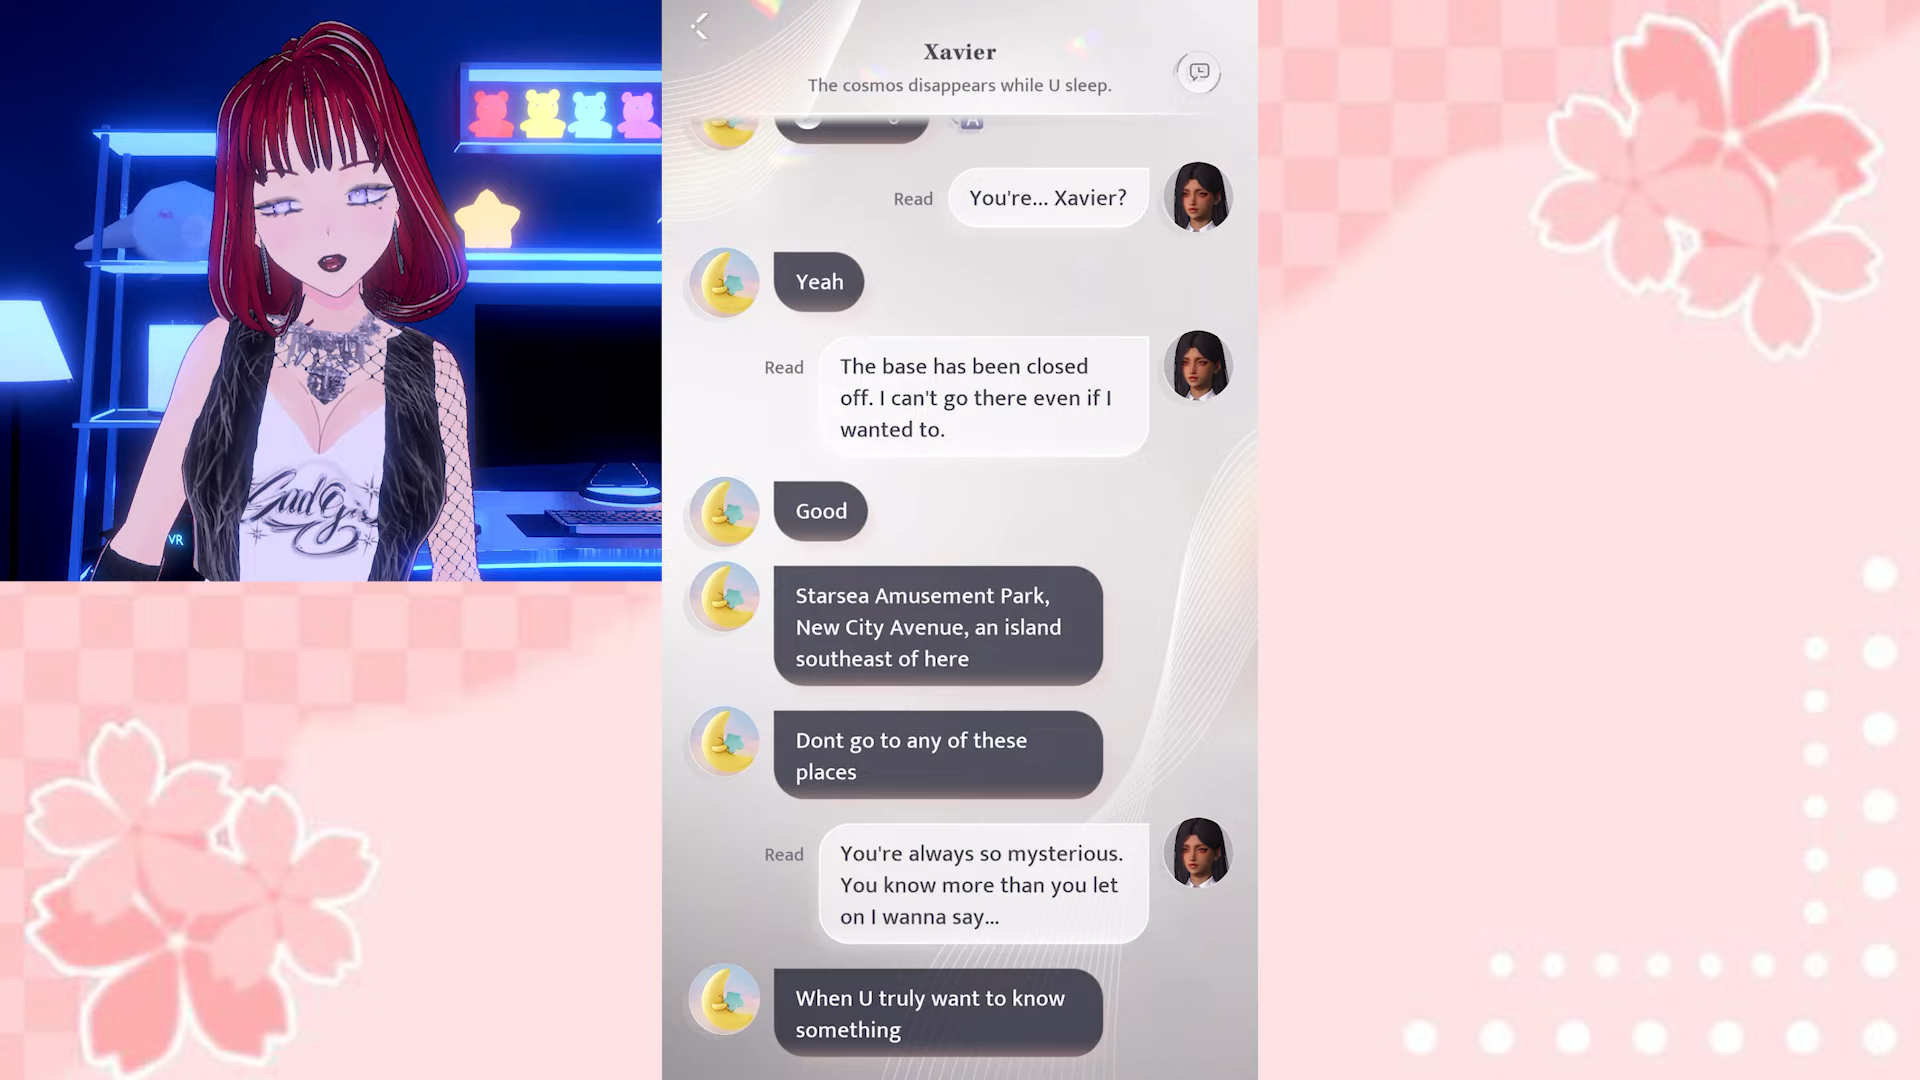 Xavier
The cosmos disappears while U sleep.
A
Read
You're... Xavier?
Yeah
Read
The base has been closed
off. I can't go there even if I
wanted to.
Good
Starsea Amusement Park,
New City Avenue, an island
southeast of here
Dont go to any of these
places
Read
You're always so mysterious.
You know more than you let
on I wanna say...
When U truly want to know
something
VR